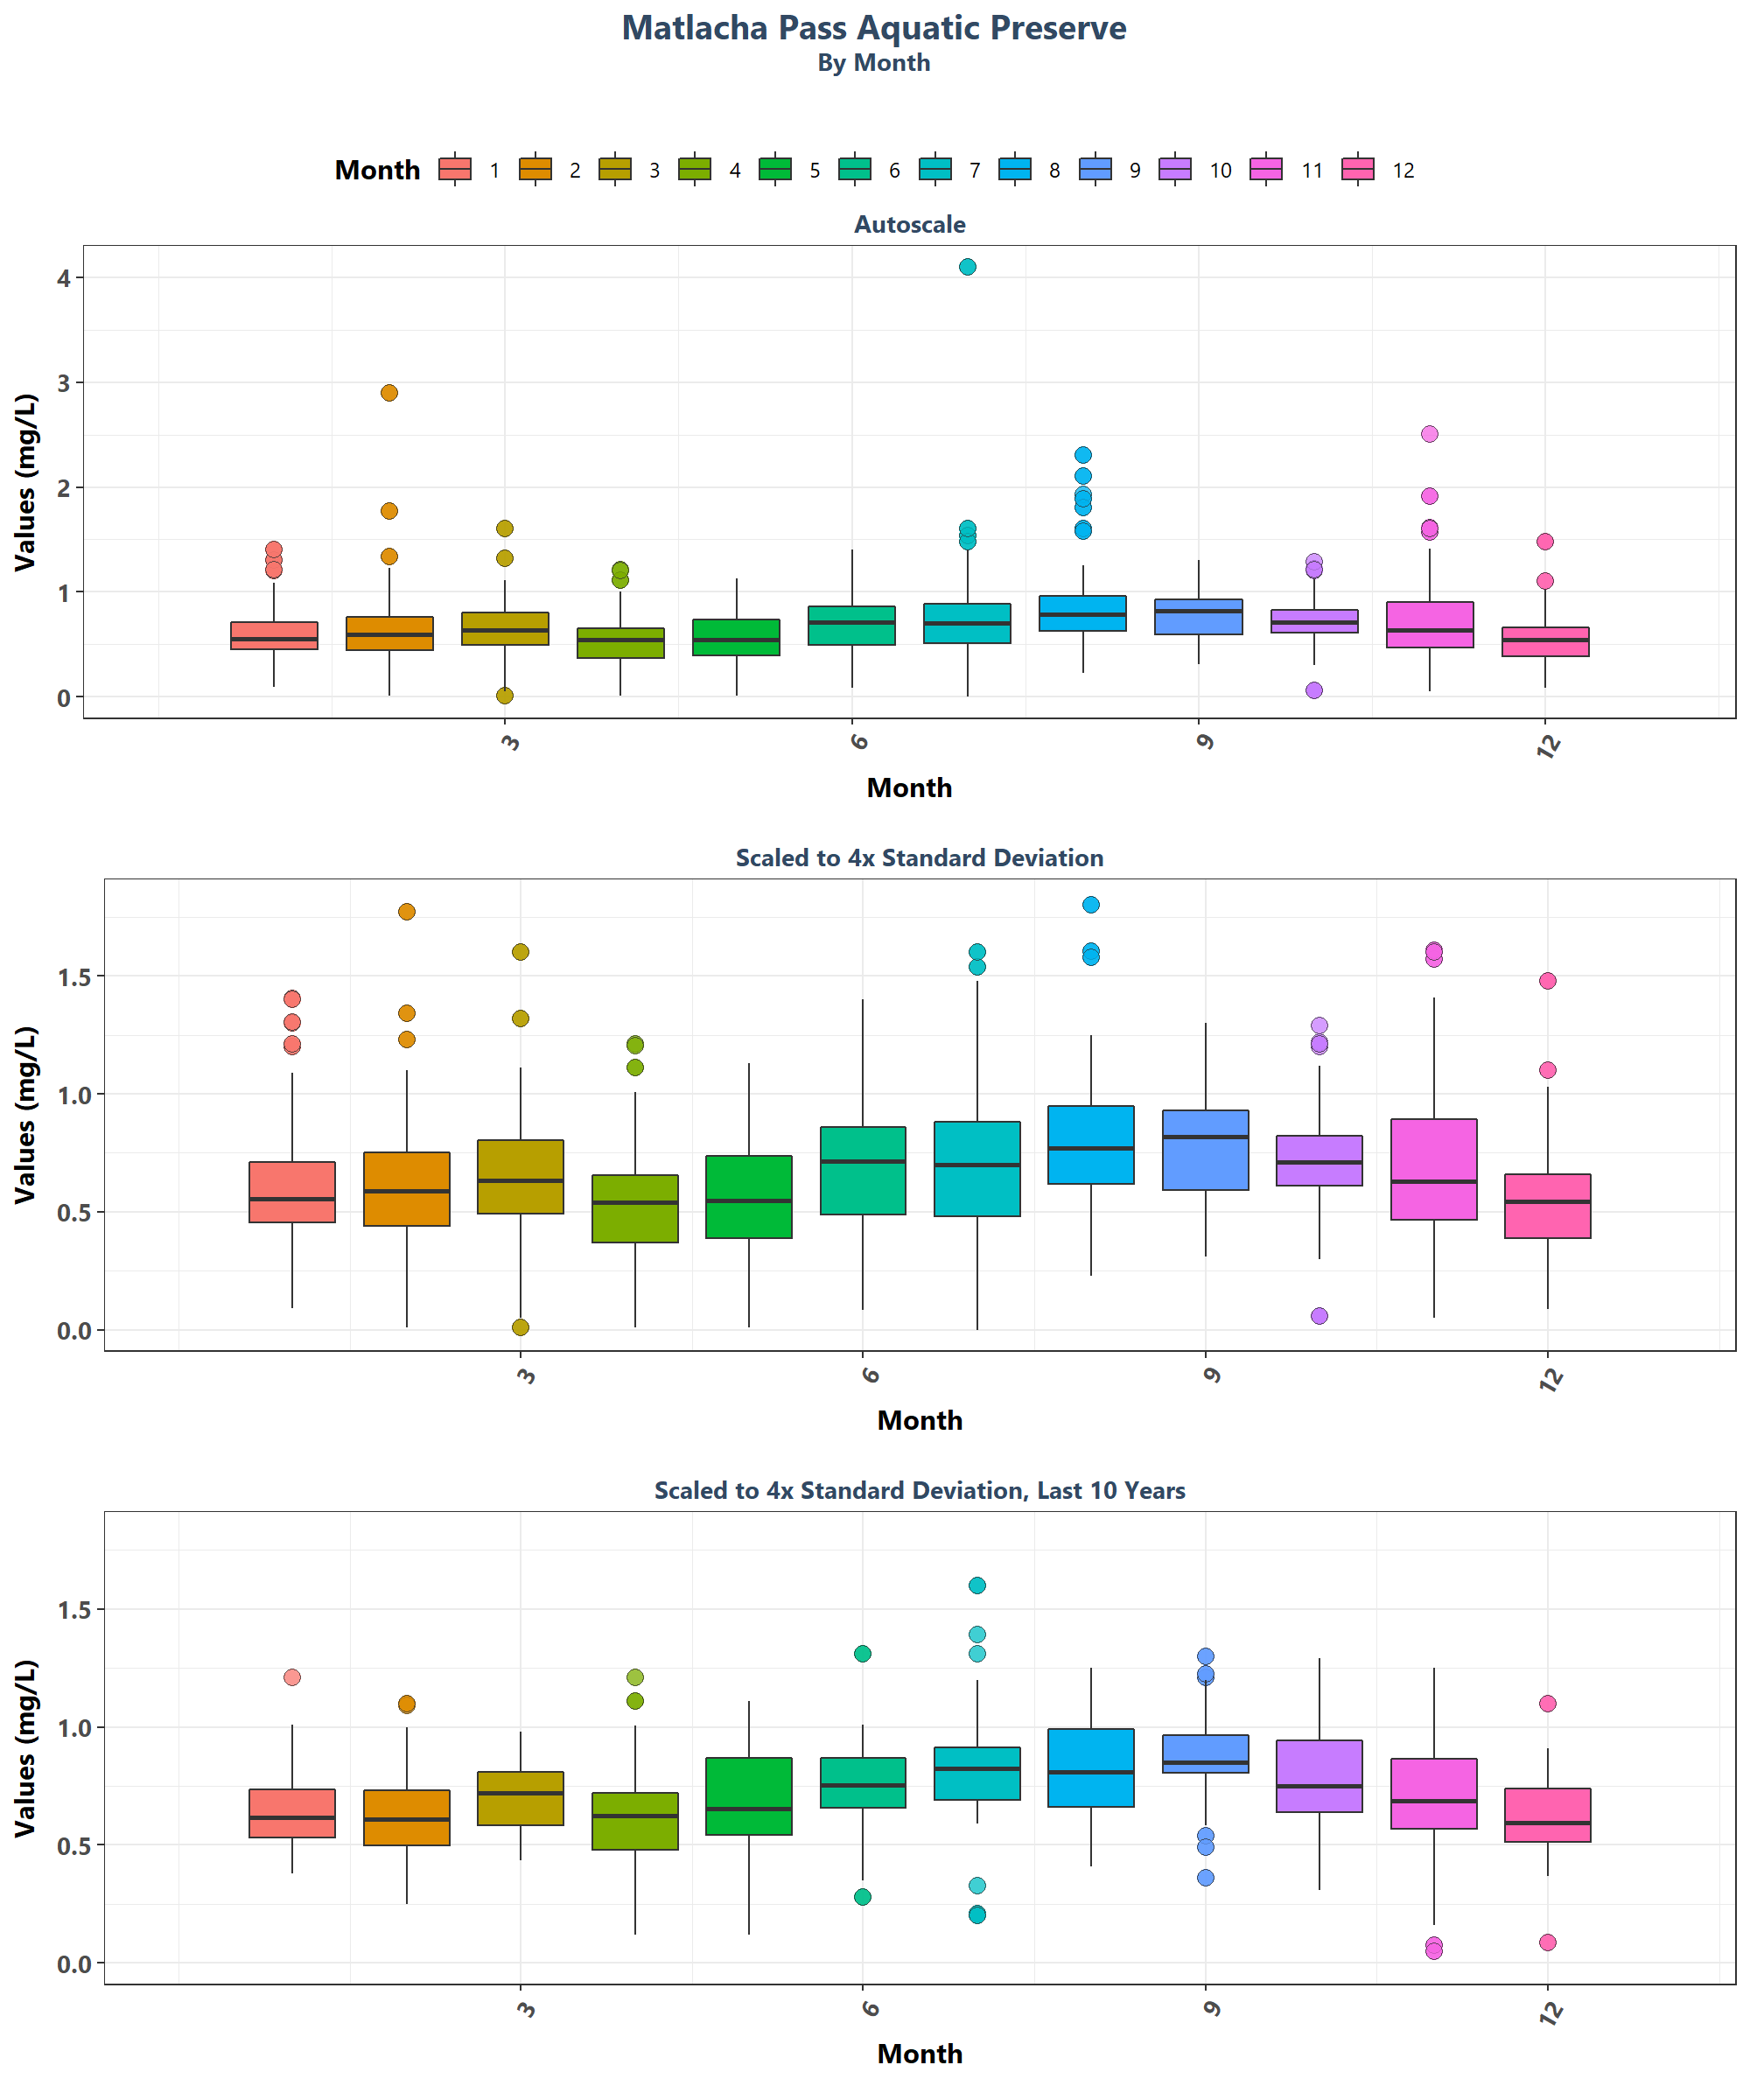 Matlacha Pass Aquatic Preserve
By Month
Month 1 2 3 4 5 6 7 8 9 10 11 12
Autoscale
Values (mg/L)
4
3
2
1
0
3 6 9 12
Month
Scaled to 4x Standard Deviation
Values (mg/L)
1.5
1.0
0.5
0.0
3 6 9 12
Month
Scaled to 4x Standard Deviation, Last 10 Years
Values (mg/L)
1.5
1.0
0.5
0.0
3 6 9 12
Month